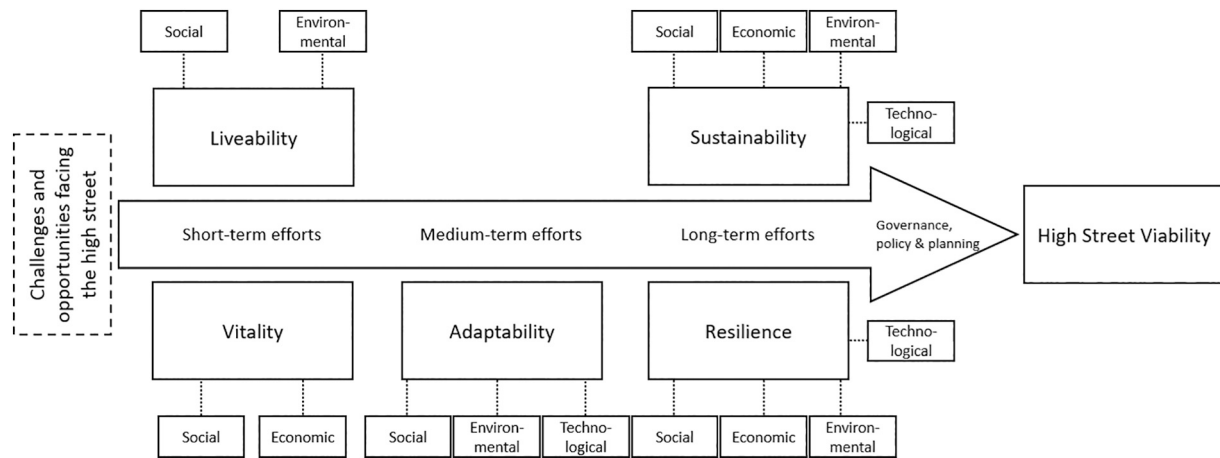 Social
Environ-
mental
Social
Economic
Environ-
mental
Liveability
Sustainability
Techno-
logical
Challenges and
opportunities facing
the high street
Short-term efforts
Medium-term efforts
Long-term efforts
Governance,
policy & planning
High Street Viability
Vitality
Adaptability
Resilience
Techno-
logical
Social
Economic
Social
Environ-
mental
Techno-
logical
Social
Economic
Environ-
mental